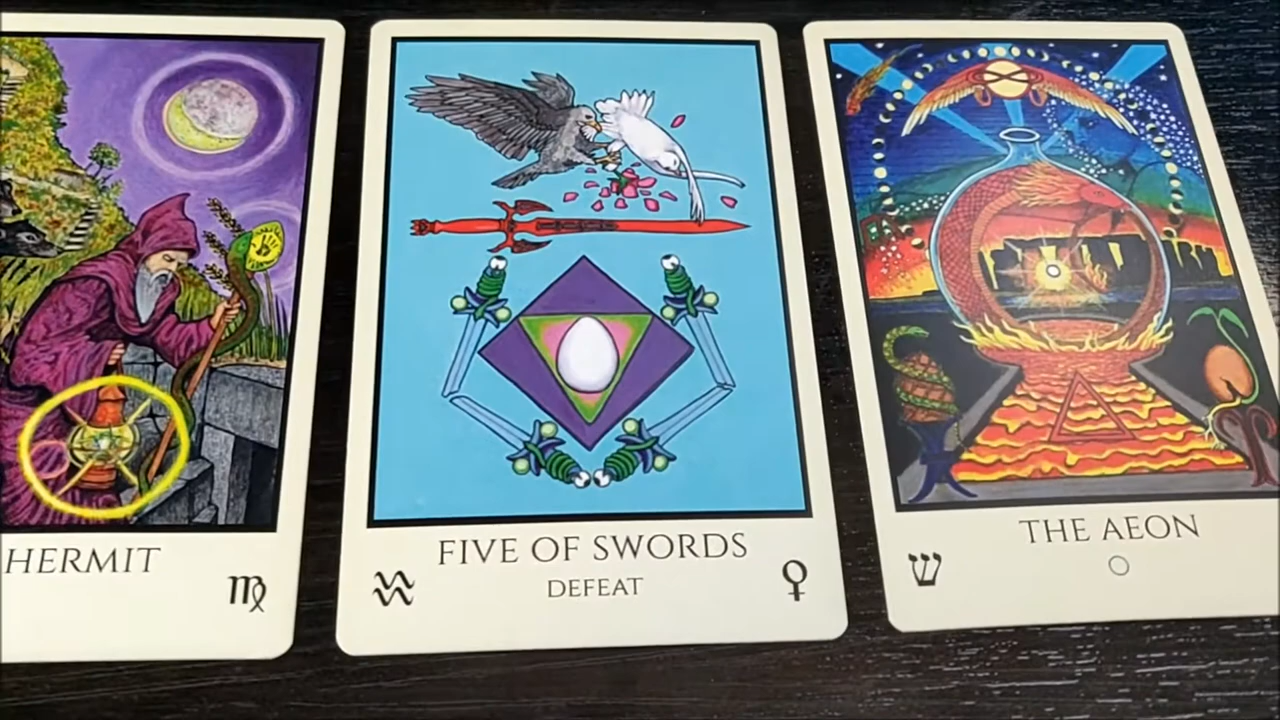 HERMIT
♍
FIVE OF SWORDS
♒ DEFEAT ♀
THE AEON
ש